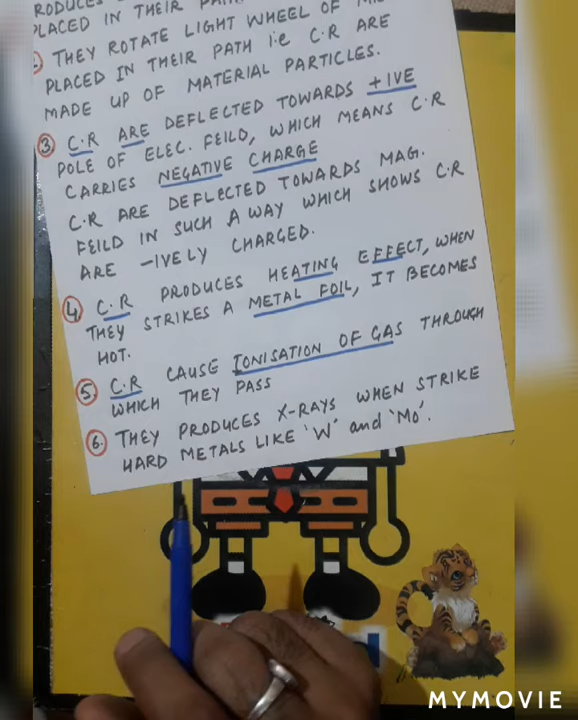 PLACED IN THEIR
THEY ROTATE LIGHT WHEEL OF
PLACED IN THEIR PATH i.e C.R ARE
MADE UP OF MATERIAL PARTICLES.
3 C.R ARE DEFLECTED TOWARDS +IVE
POLE OF ELEC. FEILD, WHICH MEANS C.R
CARRIES NEGATIVE CHARGE
C.R ARE DEFLECTED TOWARDS MAG.
FEILD IN SUCH A WAY WHICH SHOWS C.R
ARE -IVELY CHARGED.
4 C.R PRODUCES HEATING EFFECT, WHEN
THEY STRIKES A METAL FOIL, IT BECOMES
HOT.
5. C.R CAUSE IONISATION OF GAS THROUGH
WHICH THEY PASS
6. THEY PRODUCES X-RAYS WHEN STRIKE
HARD METALS LIKE 'W' and 'Mo'.
MYMOVIE